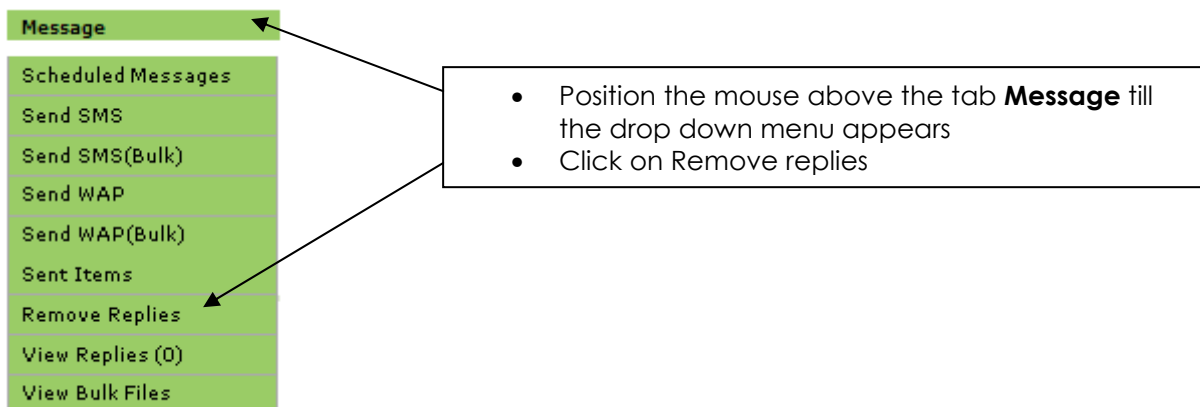 Message
Scheduled Messages
Send SMS
Send SMS(Bulk)
Send WAP
Send WAP(Bulk)
Sent Items
Remove Replies
View Replies (0)
View Bulk Files
• Position the mouse above the tab Message till
the drop down menu appears
• Click on Remove replies